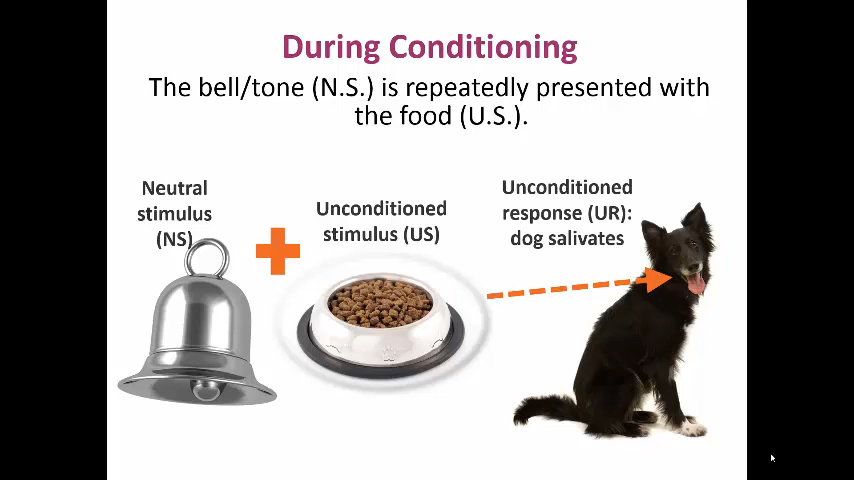 During Conditioning
The bell/tone (N.S.) is repeatedly presented with
the food (U.S.).
Neutral
stimulus
(NS)
Unconditioned
stimulus (US)
Unconditioned
response (UR):
dog salivates